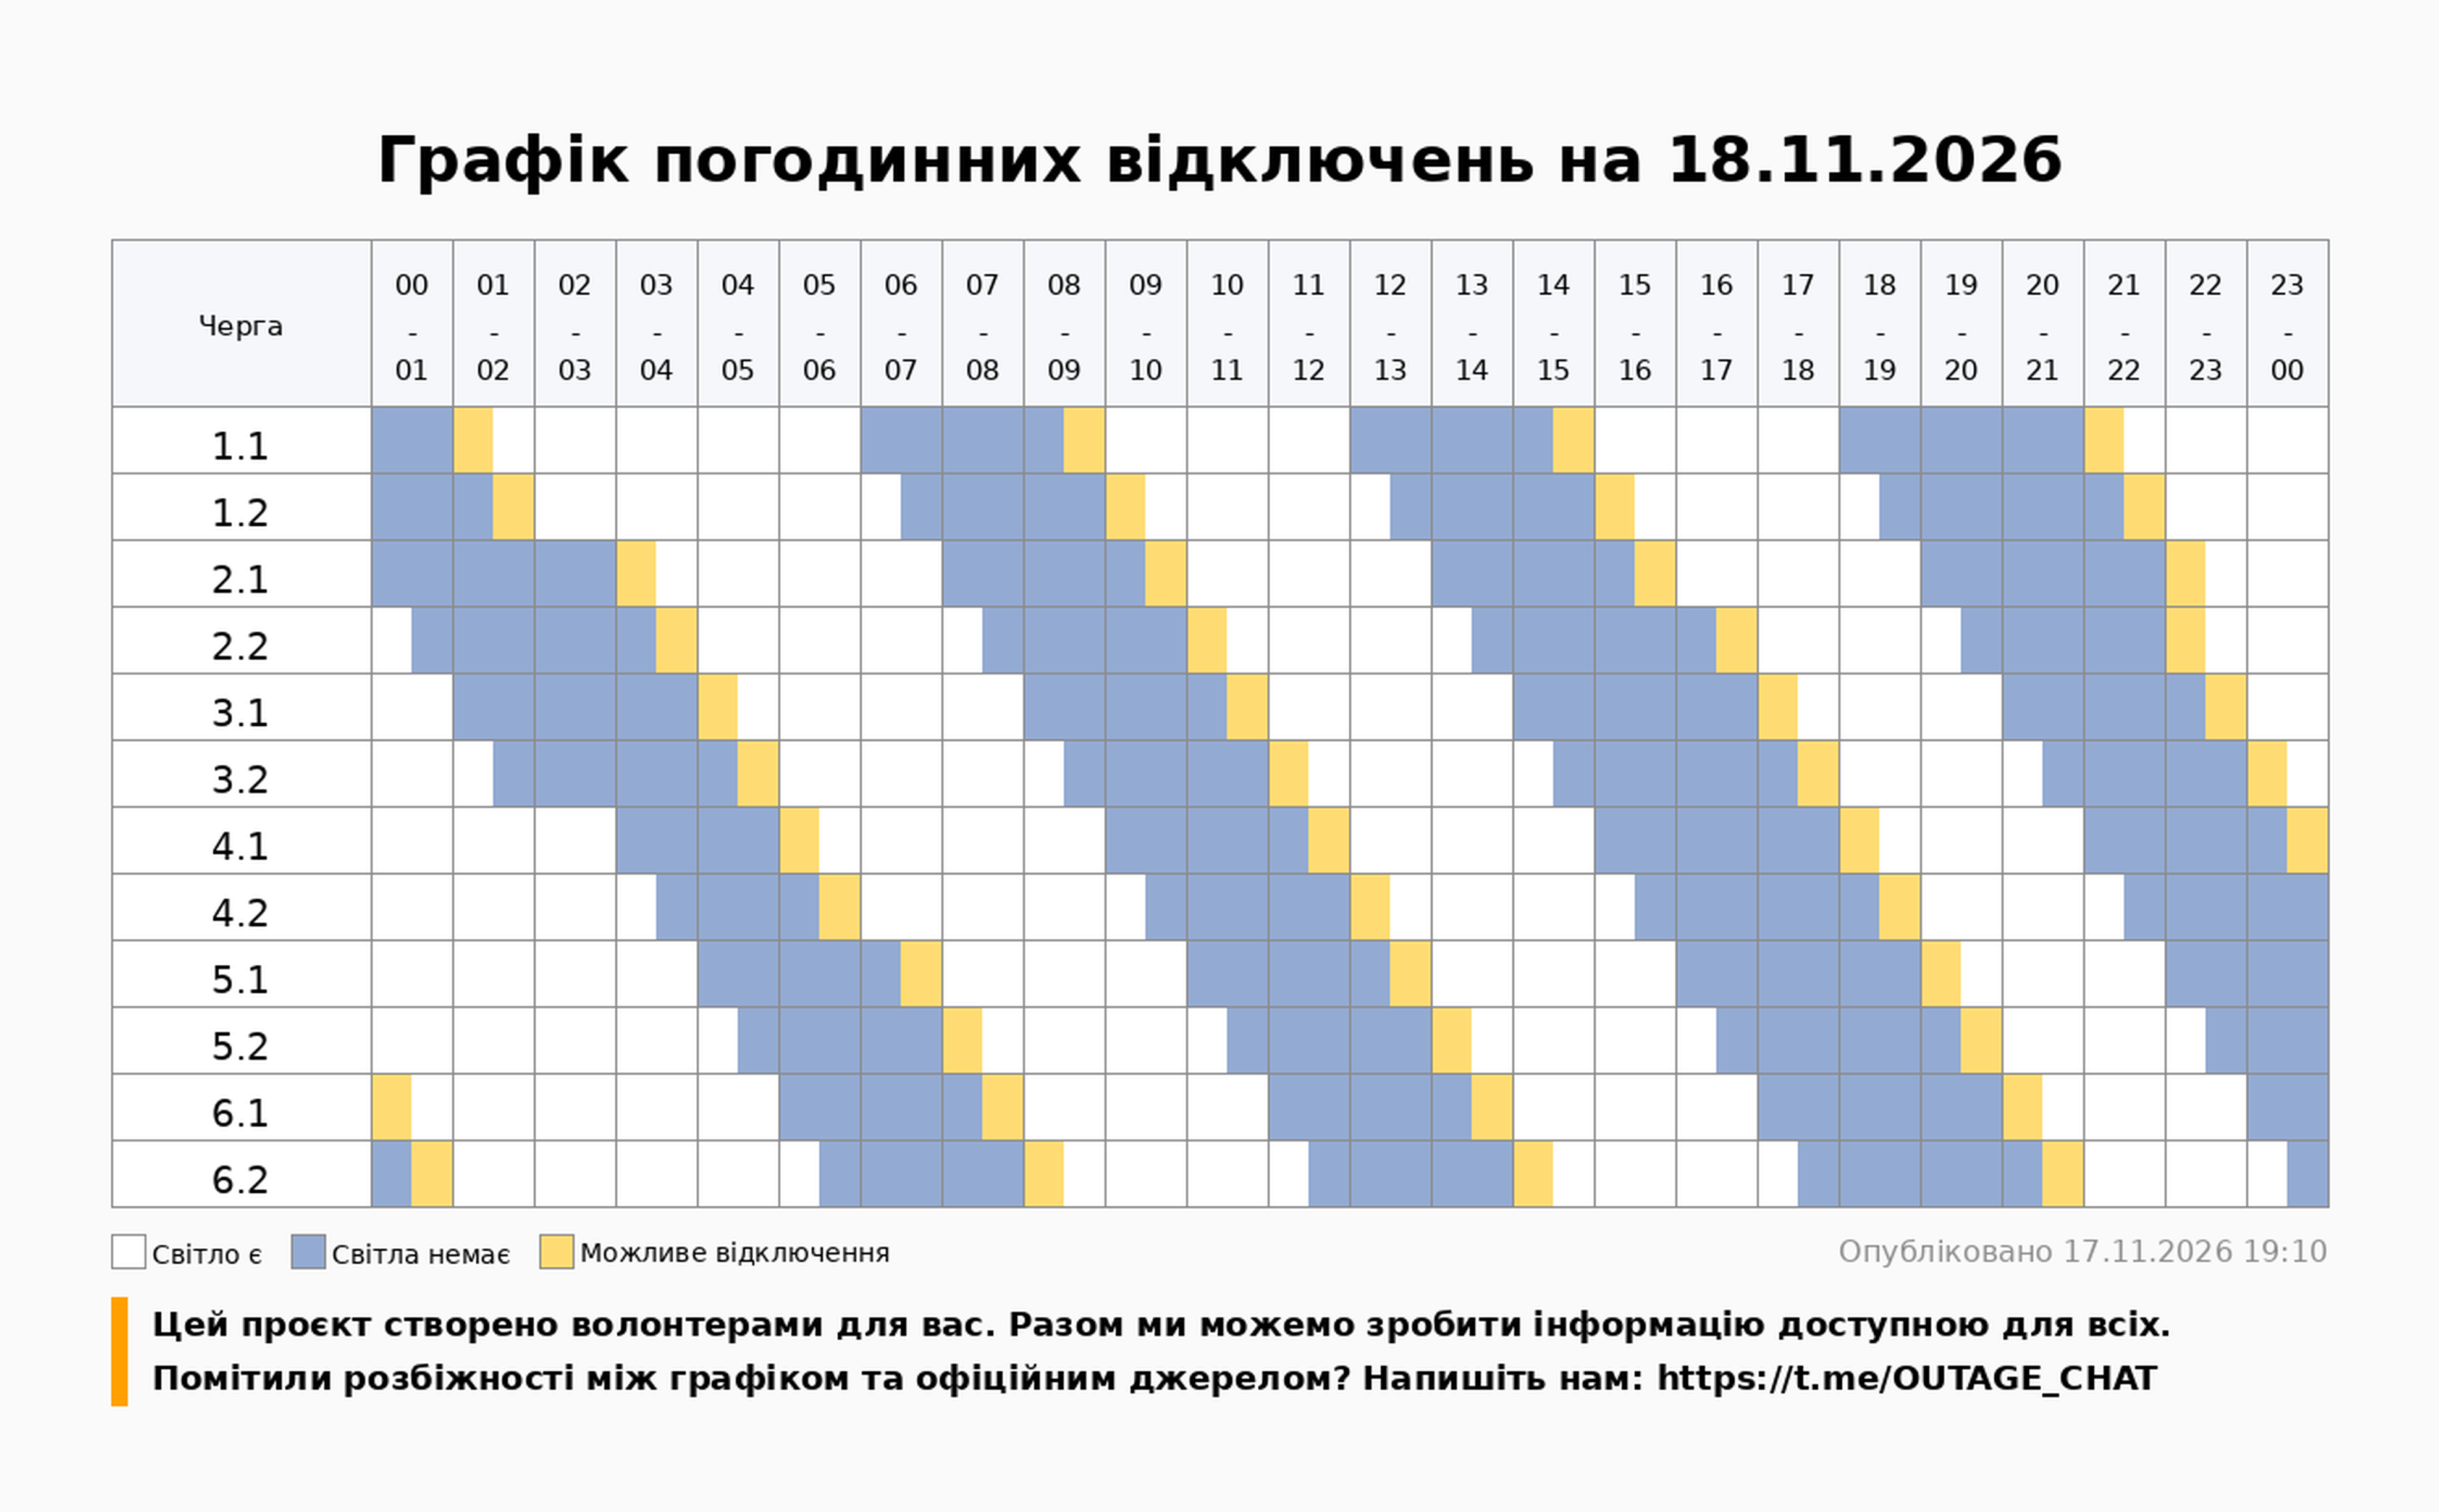 Графік погодинних відключень на 18.11.2026
Черга 00 - 01 01 - 02 02 - 03 03 - 04 04 - 05 05 - 06 06 - 07 07 - 08 08 - 09 09 - 10 10 - 11 11 - 12 12 - 13 13 - 14 14 - 15 15 - 16 16 - 17 17 - 18 18 - 19 19 - 20 20 - 21 21 - 22 22 - 23 23 - 00
1.1
1.2
2.1
2.2
3.1
3.2
4.1
4.2
5.1
5.2
6.1
6.2
Світло є Світла немає Можливе відключення Опубліковано 17.11.2026 19:10
Цей проєкт створено волонтерами для вас. Разом ми можемо зробити інформацію доступною для всіх.
Помітили розбіжності між графіком та офіційним джерелом? Напишіть нам: https://t.me/OUTAGE_CHAT